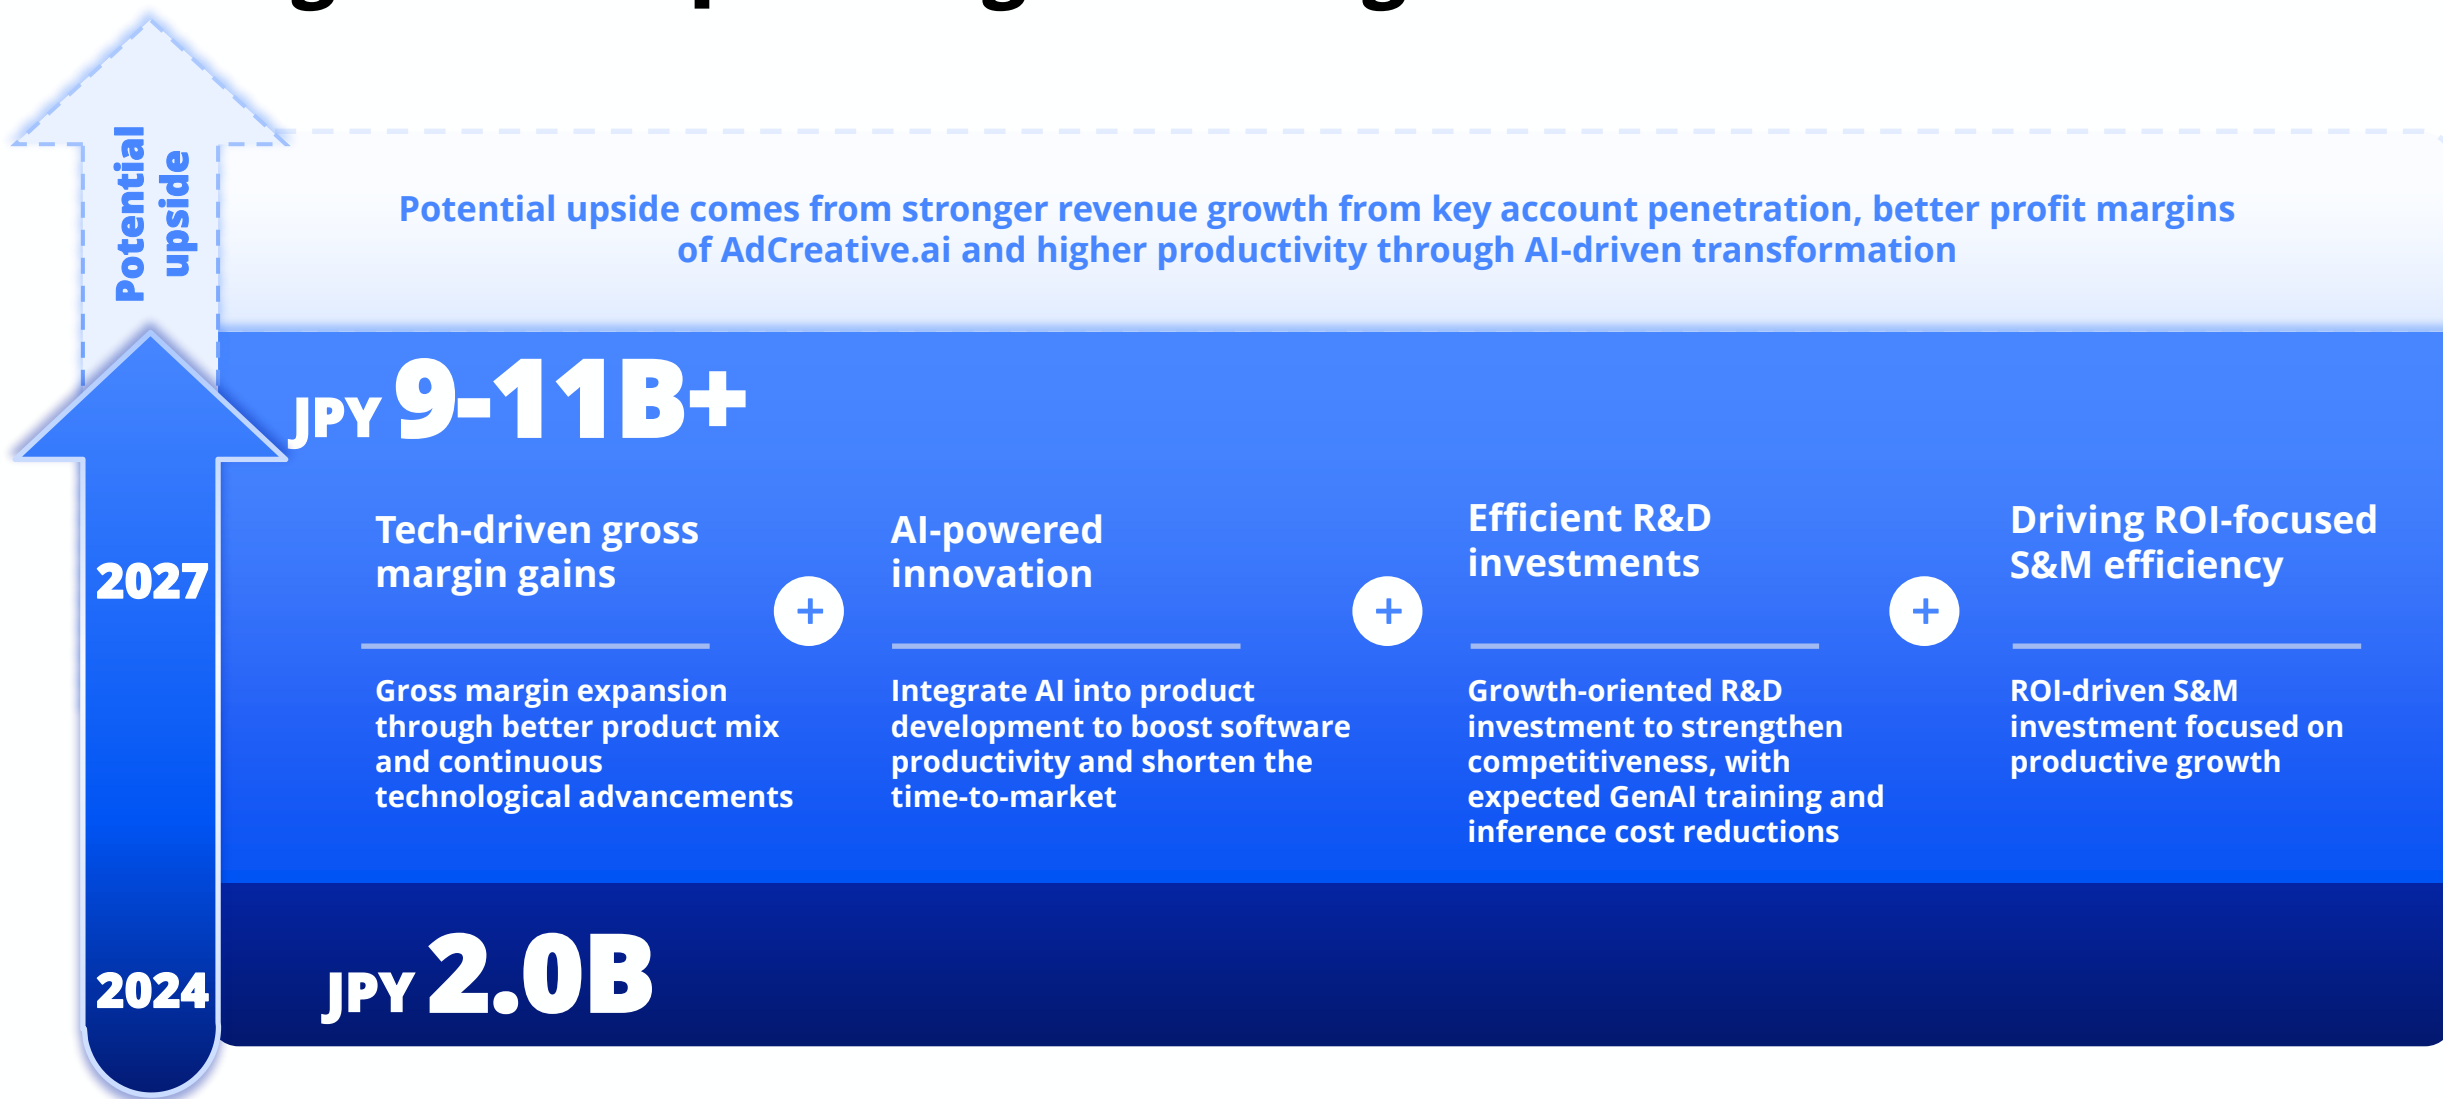 Potential
upside
Potential upside comes from stronger revenue growth from key account penetration, better profit margins
of AdCreative.ai and higher productivity through AI-driven transformation
JPY 9-11B+
2027
Tech-driven gross
margin gains
Gross margin expansion
through better product mix
and continuous
technological advancements
+
AI-powered
innovation
Integrate AI into product
development to boost software
productivity and shorten the
time-to-market
+
Efficient R&D
investments
Growth-oriented R&D
investment to strengthen
competitiveness, with
expected GenAI training and
inference cost reductions
+
Driving ROI-focused
S&M efficiency
ROI-driven S&M
investment focused on
productive growth
2024
JPY 2.0B